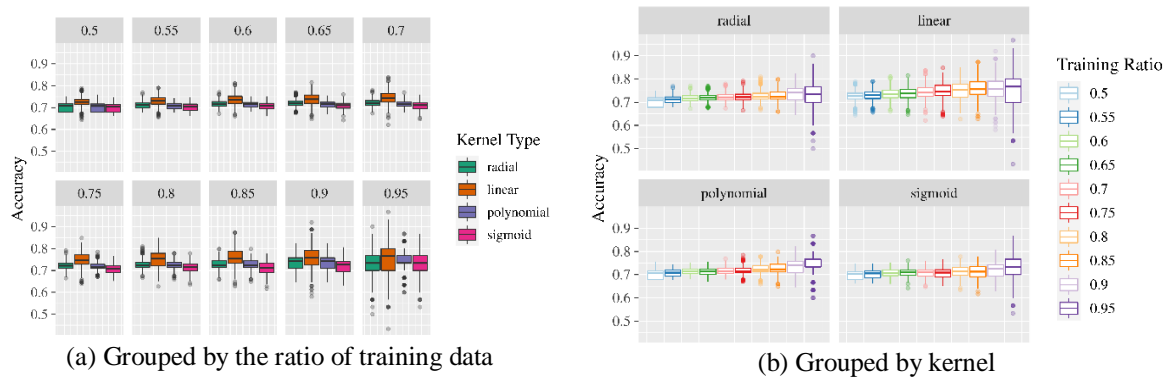 0.5 0.55 0.6 0.65 0.7
0.9
0.8
0.7
0.6
0.5
Accuracy
0.75 0.8 0.85 0.9 0.95
0.9
0.8
0.7
0.6
0.5
Kernel Type
radial
linear
polynomial
sigmoid
(a) Grouped by the ratio of training data
radial linear
0.9
0.8
0.7
0.6
0.5
Accuracy
polynomial sigmoid
0.9
0.8
0.7
0.6
0.5
Training Ratio
0.5
0.55
0.6
0.65
0.7
0.75
0.8
0.85
0.9
0.95
(b) Grouped by kernel